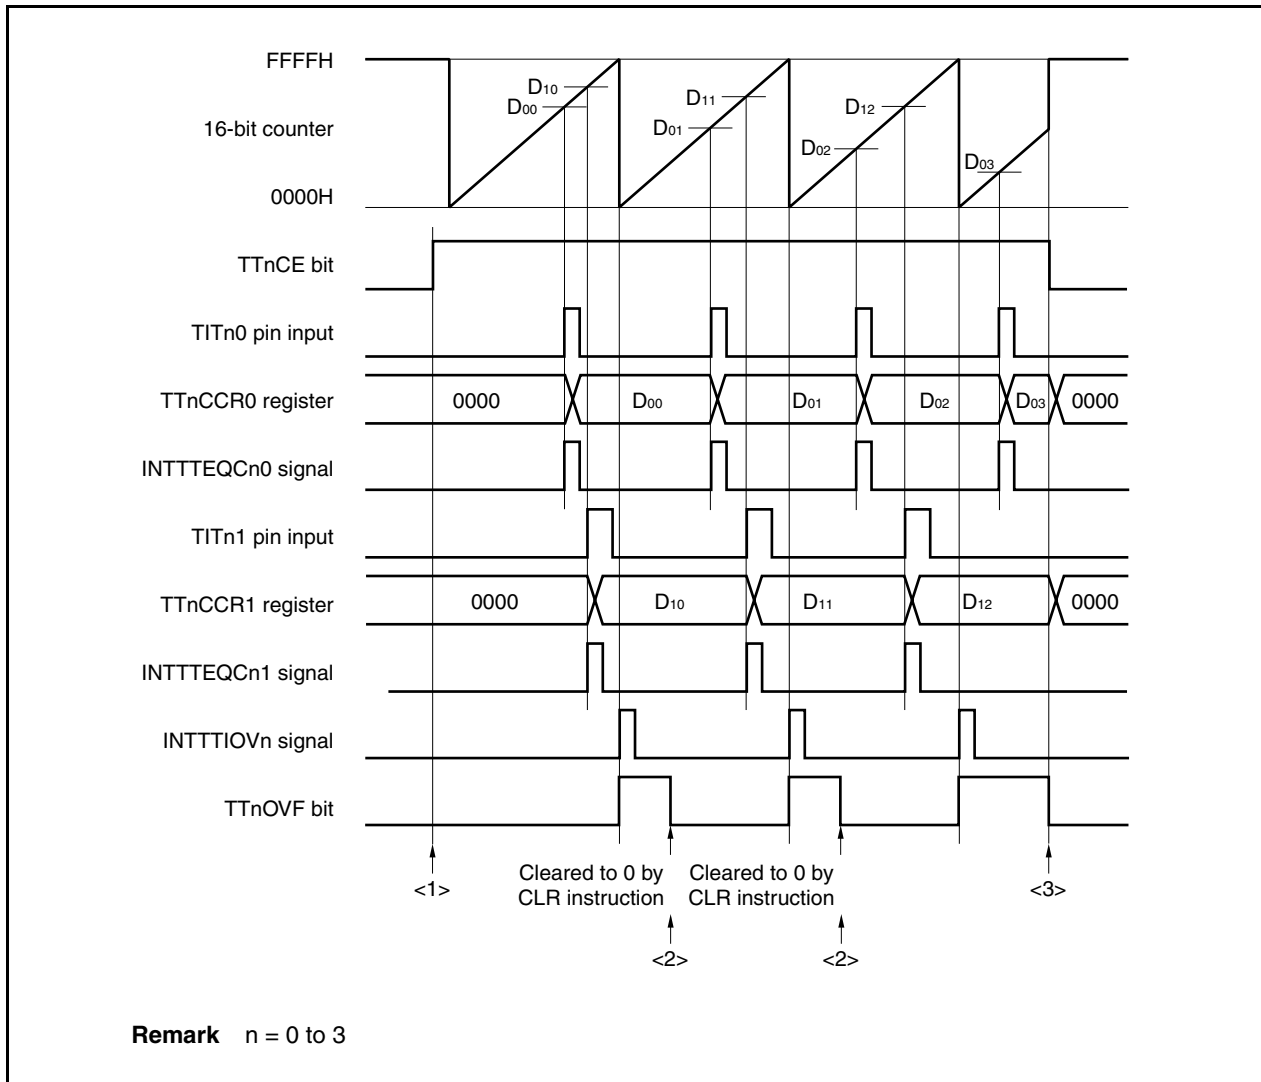 FFFFH
D10
D00
D11
D01
D12
D02
D03
16-bit counter
0000H
TTnCE bit
TITn0 pin input
TTnCCR0 register
0000 D00 D01 D02 D03 0000
INTTTEQCn0 signal
TITn1 pin input
TTnCCR1 register
0000 D10 D11 D12 0000
INTTTEQCn1 signal
INTTTIOVn signal
TTnOVF bit
<1>
Cleared to 0 by
CLR instruction
<2>
Cleared to 0 by
CLR instruction
<2>
<3>
Remark n = 0 to 3